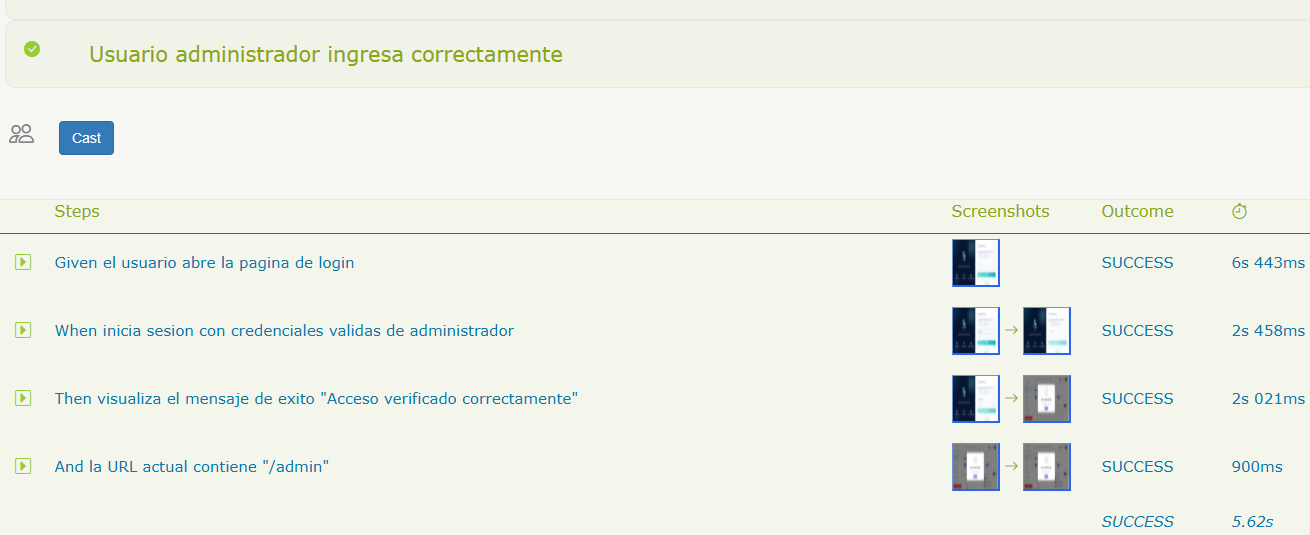 Usuario administrador ingresa correctamente
Cast
Steps Screenshots Outcome
Given el usuario abre la pagina de login SUCCESS 6s 443ms
When inicia sesion con credenciales validas de administrador SUCCESS 2s 458ms
Then visualiza el mensaje de exito "Acceso verificado correctamente" SUCCESS 2s 021ms
And la URL actual contiene "/admin" SUCCESS 900ms
SUCCESS 5.62s